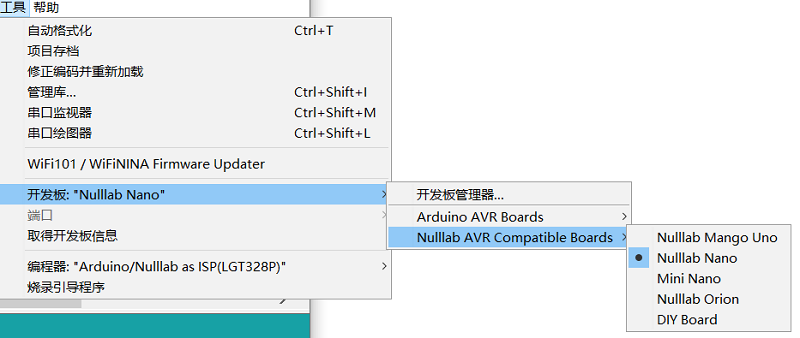 工具 帮助
自动格式化 Ctrl+T
项目存档
修正编码并重新加载
管理库... Ctrl+Shift+I
串口监视器 Ctrl+Shift+M
串口绘图器 Ctrl+Shift+L
WiFi101 / WiFiNINA Firmware Updater
开发板: "Nulllab Nano"
端口
取得开发板信息
编程器: "Arduino/Nulllab as ISP(LGT328P)"
烧录引导程序
开发板管理器...
Arduino AVR Boards
Nulllab AVR Compatible Boards
Nulllab Mango Uno
Nulllab Nano
Mini Nano
Nulllab Orion
DIY Board